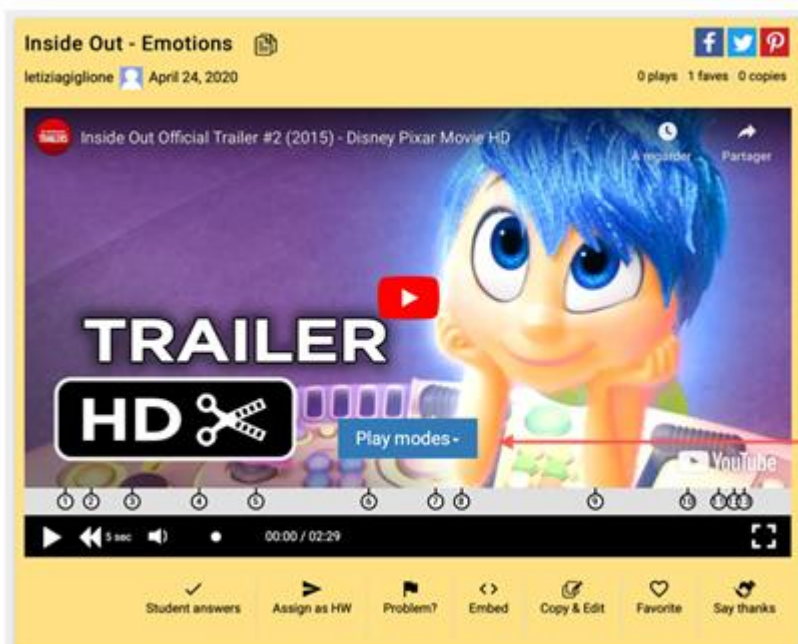 Inside Out - Emotions
letiziagiglione April 24, 2020
0 plays 1 faves 0 copies
Inside Out Official Trailer #2 (2015) - Disney Pixar Movie HD
À regarder
Partager
TRAILER
HD
Play modes
YouTube
1 2 3 4 5 6 7 8 9 10 11 12 13
5 sec 00:00 / 02:29
Student answers Assign as HW Problem? Embed Copy & Edit Favorite Say thanks